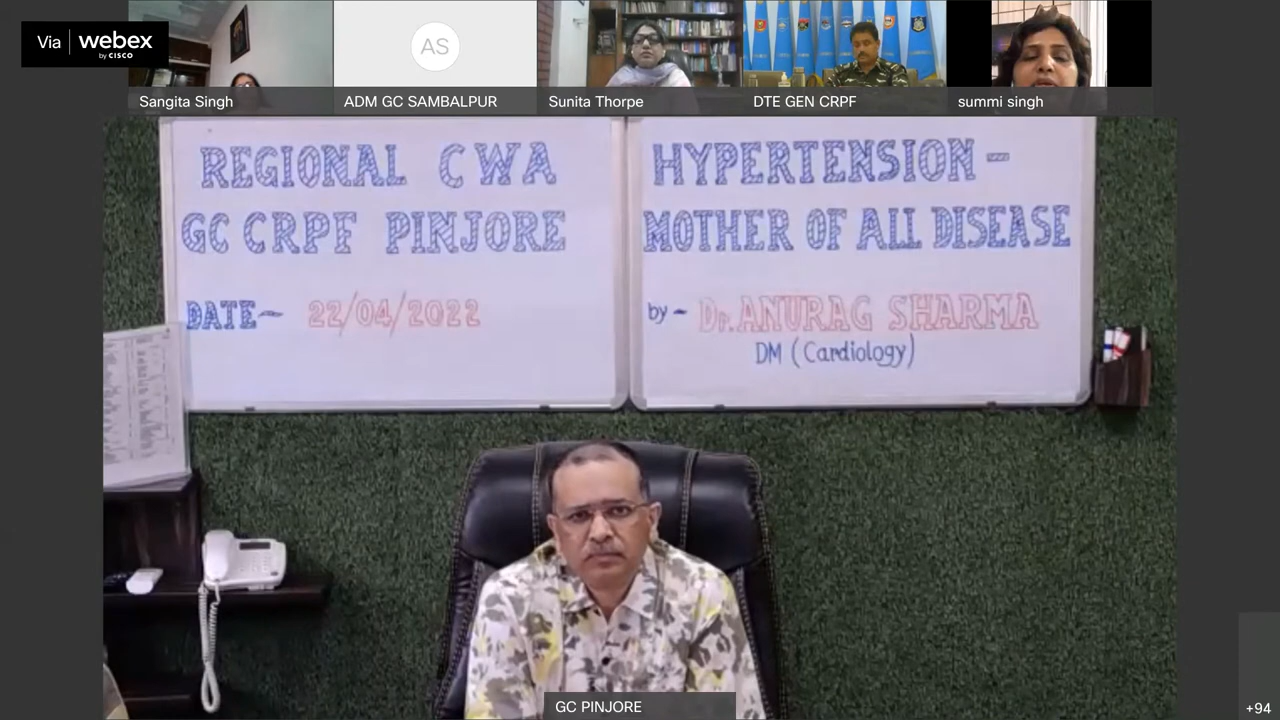 Via webex
by CISCO
Sangita Singh
AS
ADM GC SAMBALPUR
Sunita Thorpe
DTE GEN CRPF
summi singh
REGIONAL CWA
GC CRPF PINJORE
DATE~ 22/04/2022
HYPERTENSION -
MOTHER OF ALL DISEASE
by ~ Dr. ANURAG SHARMA
DM (Cardiology)
GC PINJORE
+94